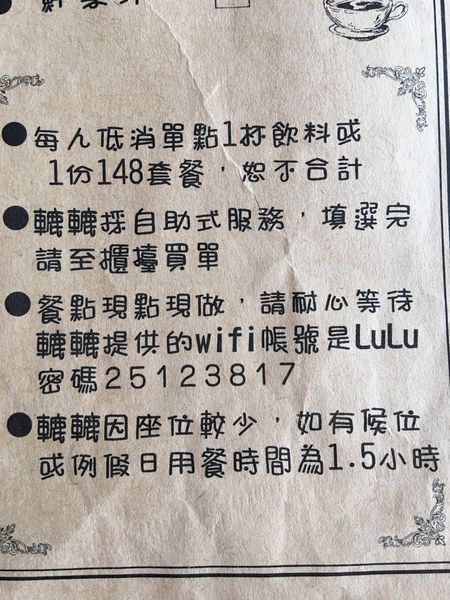 ●每人低消單點1杯飲料或
1份148套餐，恕不合計
●轆轆採自助式服務，填選完
請至櫃擡買單
●餐點現點現做，請耐心等待
轆轆提供的wifi帳號是LuLu
密碼25123817
●轆轆因座位較少，如有候位
或例假日用餐時間為1.5小時